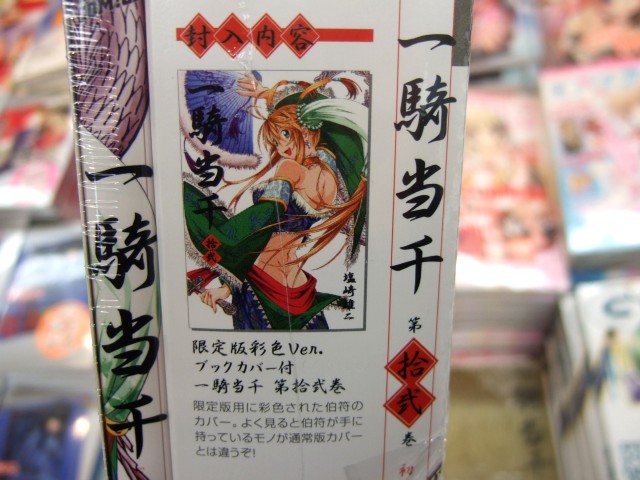 封入内容
一騎当千
拾弐
塩崎雄二
限定版彩色Ver.
ブックカバー付
一騎当千 第拾弐巻
限定版用に彩色された伯符の
カバー。よく見ると伯符が手に
持っているモノが通常版カバー
とは違うぞ!
一騎当千 第 拾弐 巻 初
一騎当千